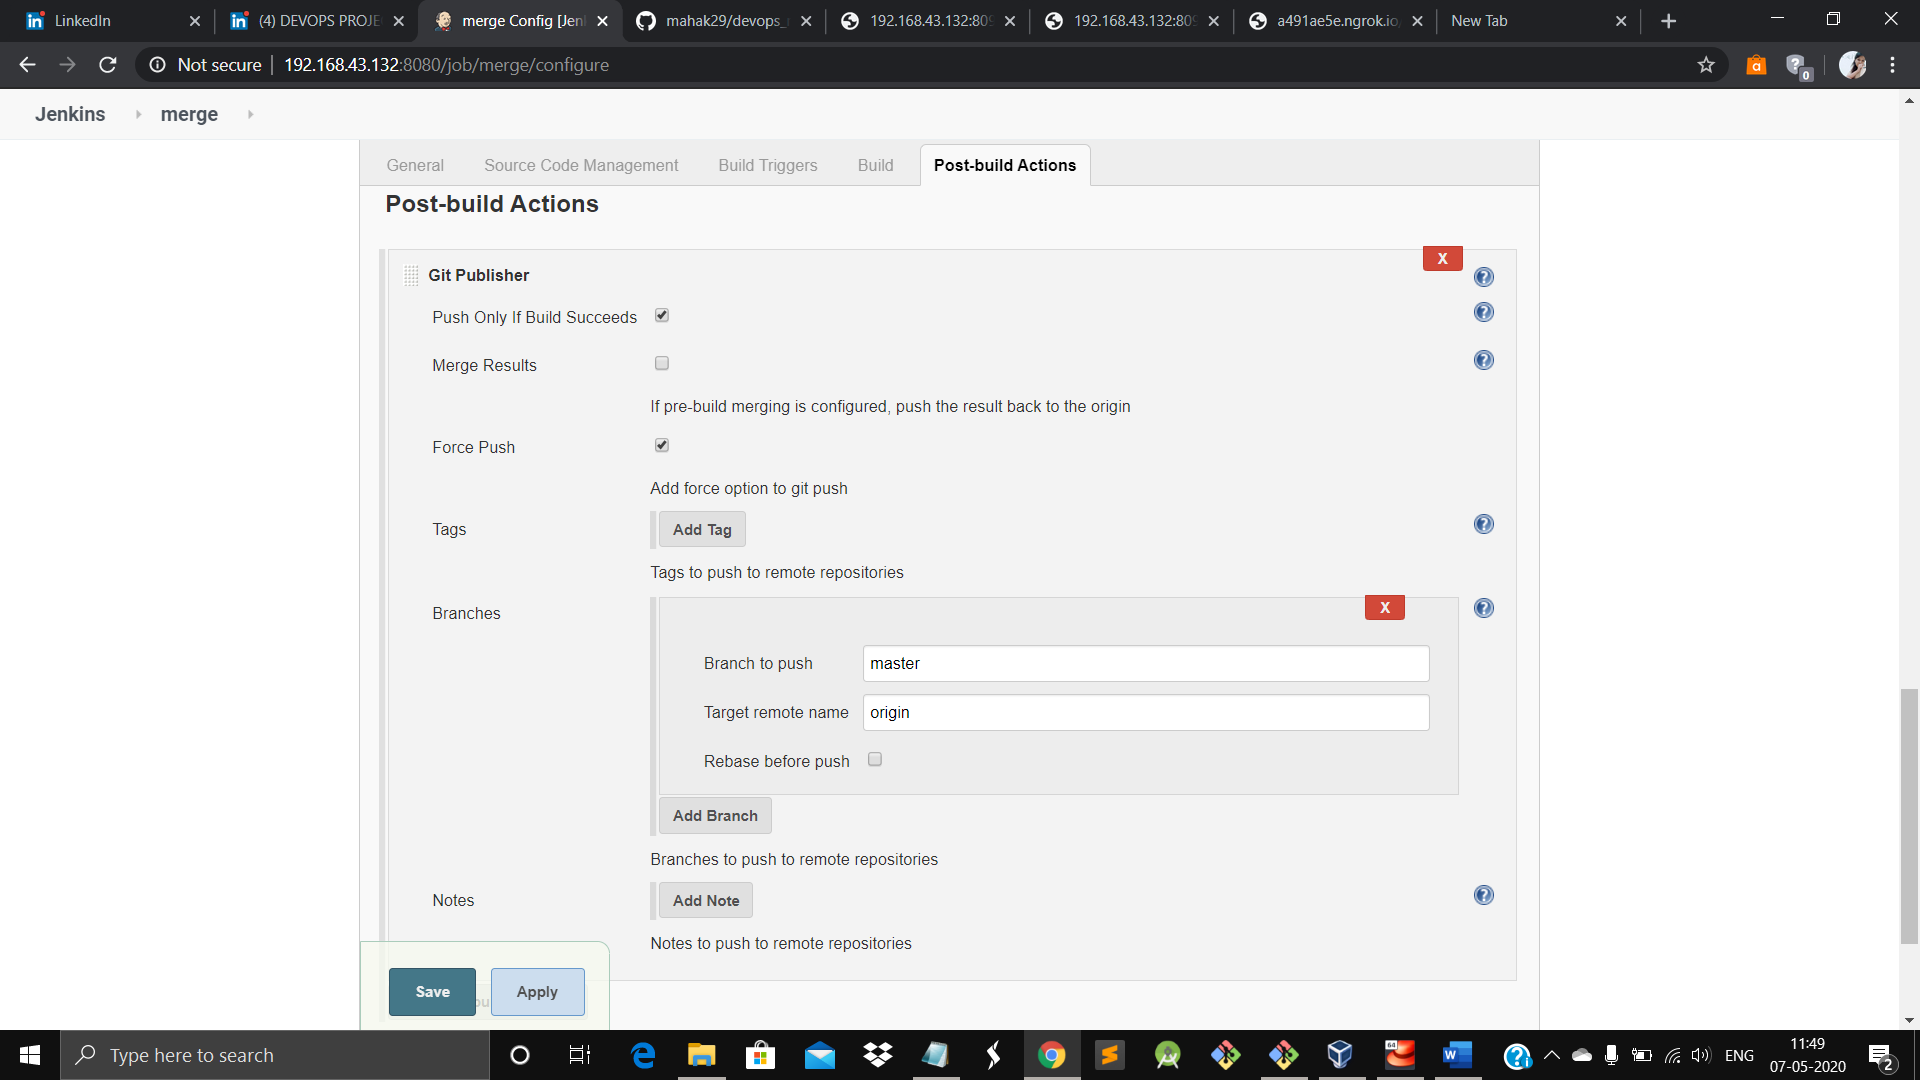 LinkedIn
(4) DEVOPS PROJE
merge Config [Jen
mahak29/devops_
192.168.43.132:809
192.168.43.132:809
a491ae5e.ngrok.io
New Tab
Not secure | 192.168.43.132:8080/job/merge/configure
0
Jenkins
merge
General
Source Code Management
Build Triggers
Build
Post-build Actions
Post-build Actions
X
Git Publisher
Push Only If Build Succeeds
Merge Results
If pre-build merging is configured, push the result back to the origin
Force Push
Add force option to git push
Tags
Add Tag
Tags to push to remote repositories
Branches
X
Branch to push
master
Target remote name
origin
Rebase before push
Add Branch
Branches to push to remote repositories
Notes
Add Note
Notes to push to remote repositories
Save
Apply
Type here to search
ENG
11:49
07-05-2020
2